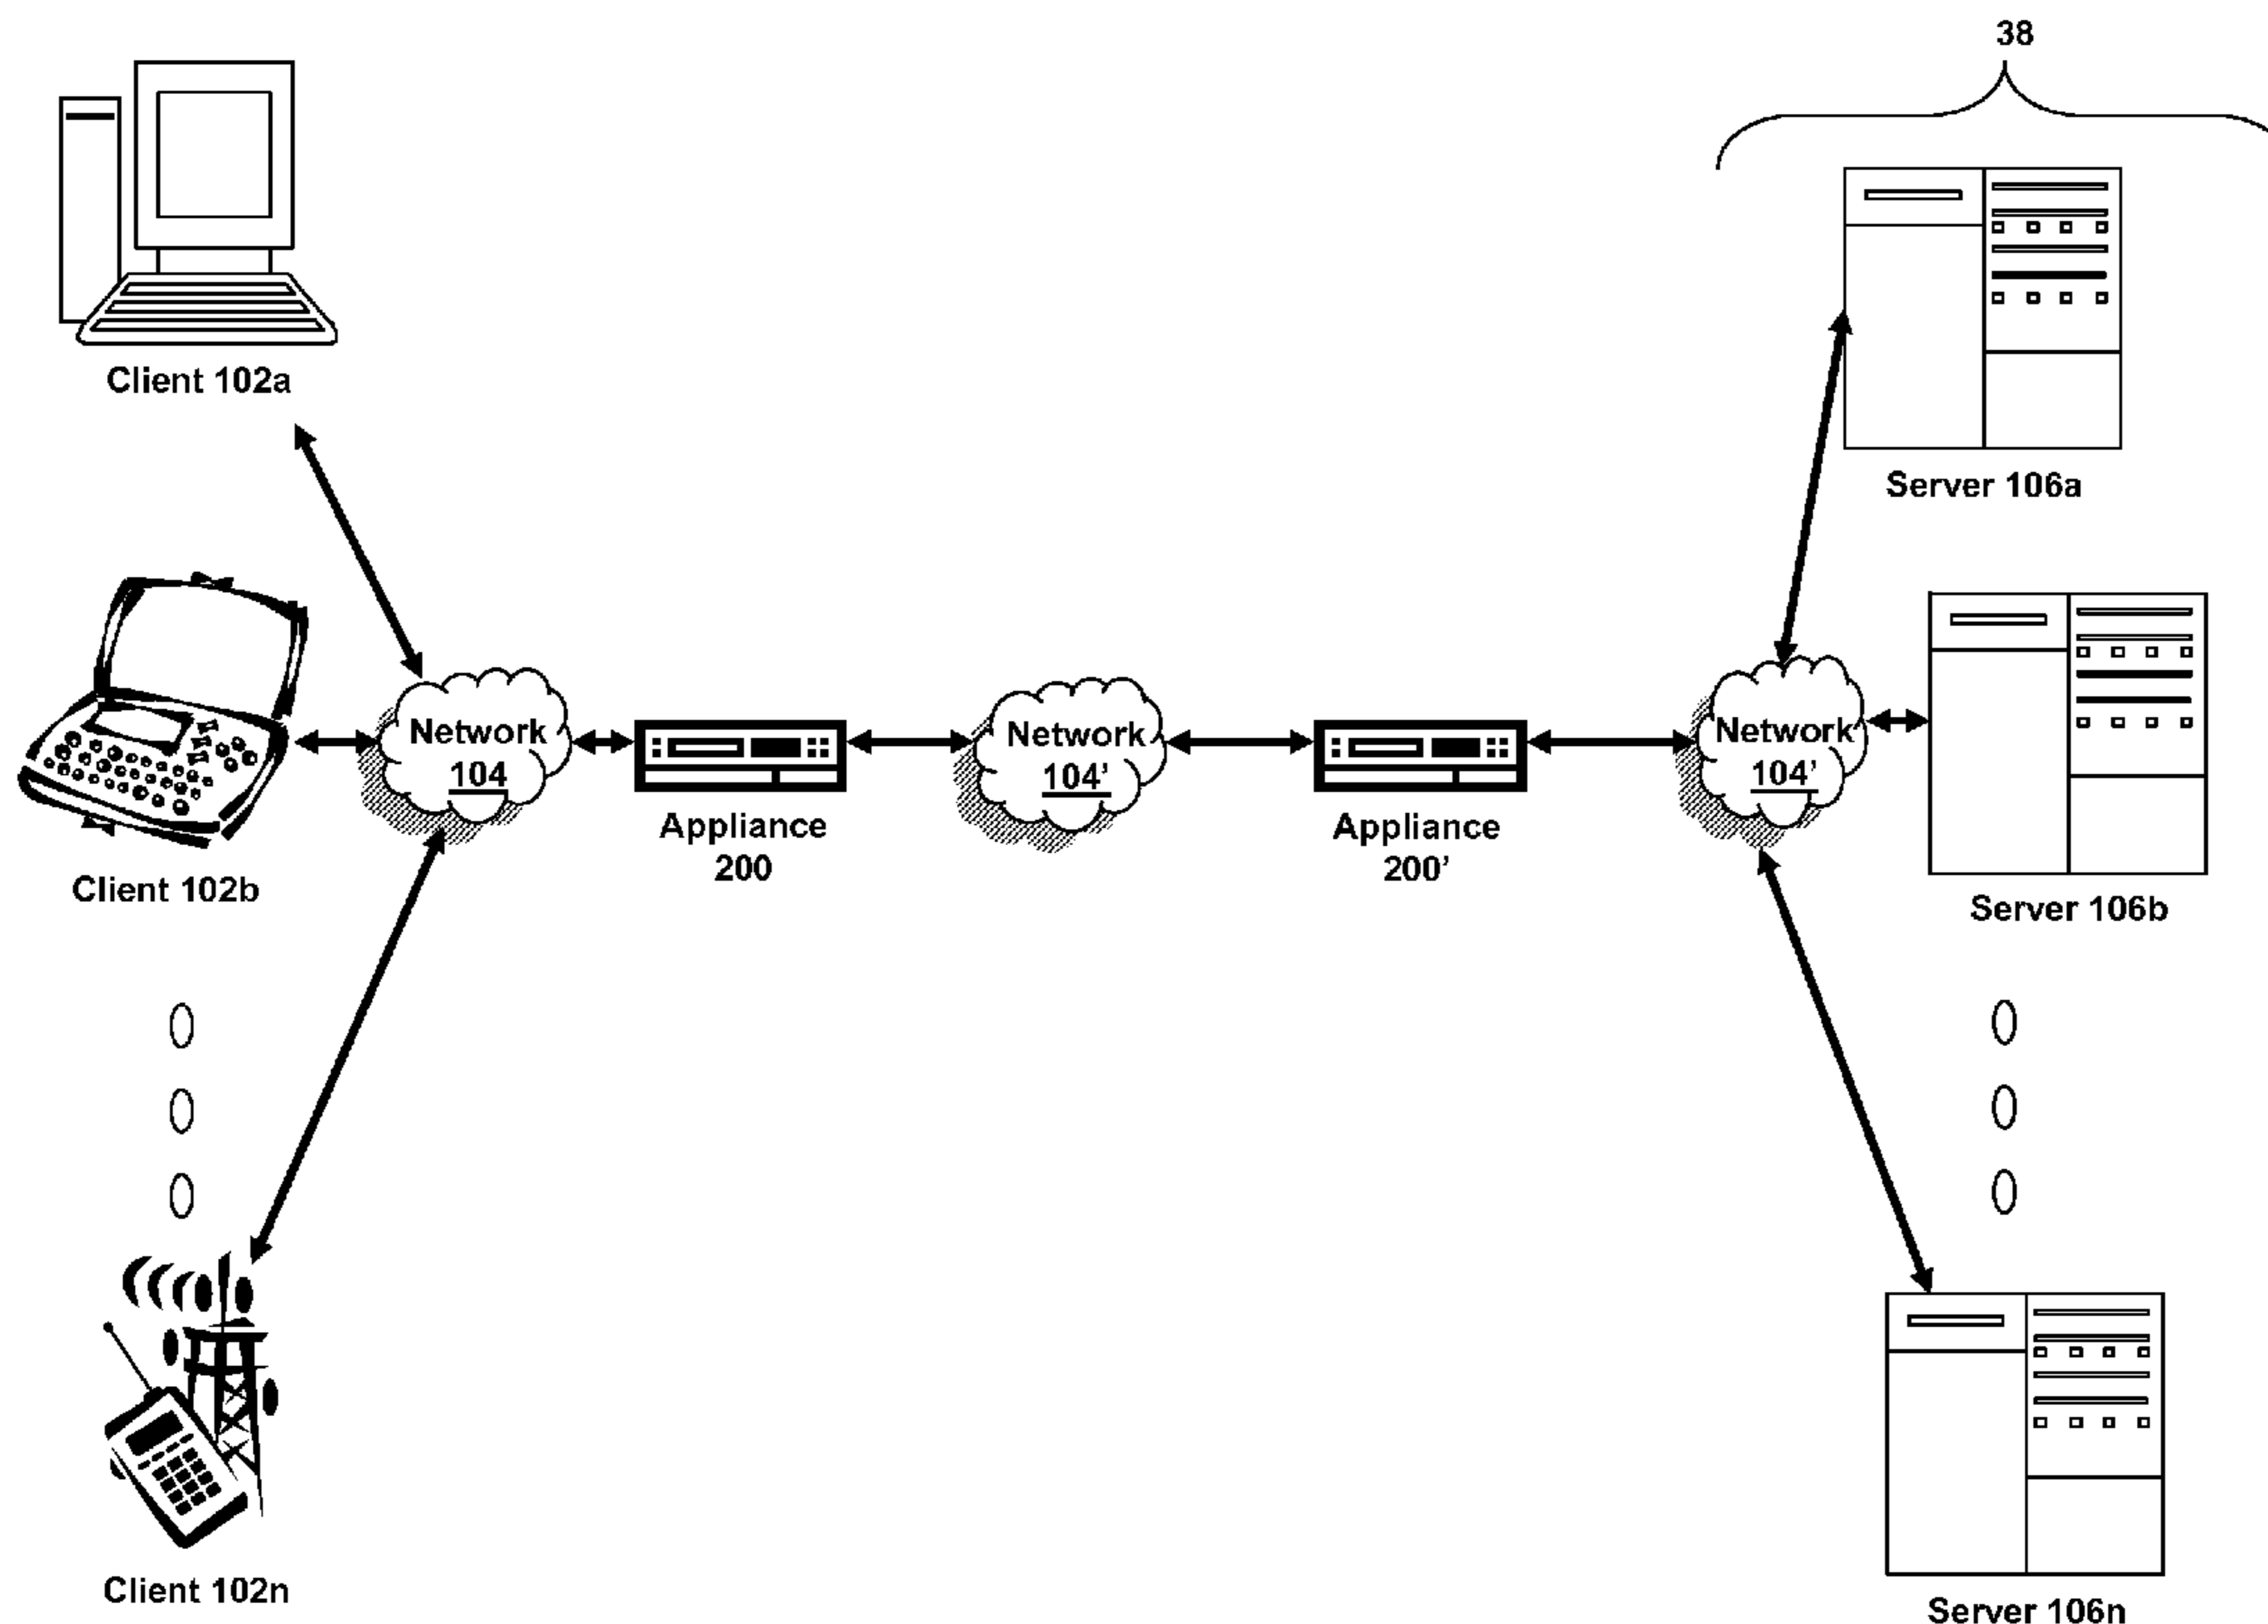 38
Client 102a
Server 106a
Client 102b
Network
104
Appliance
200
Network
104'
Appliance
200'
Network
104'
Server 106b
Client 102n
Server 106n